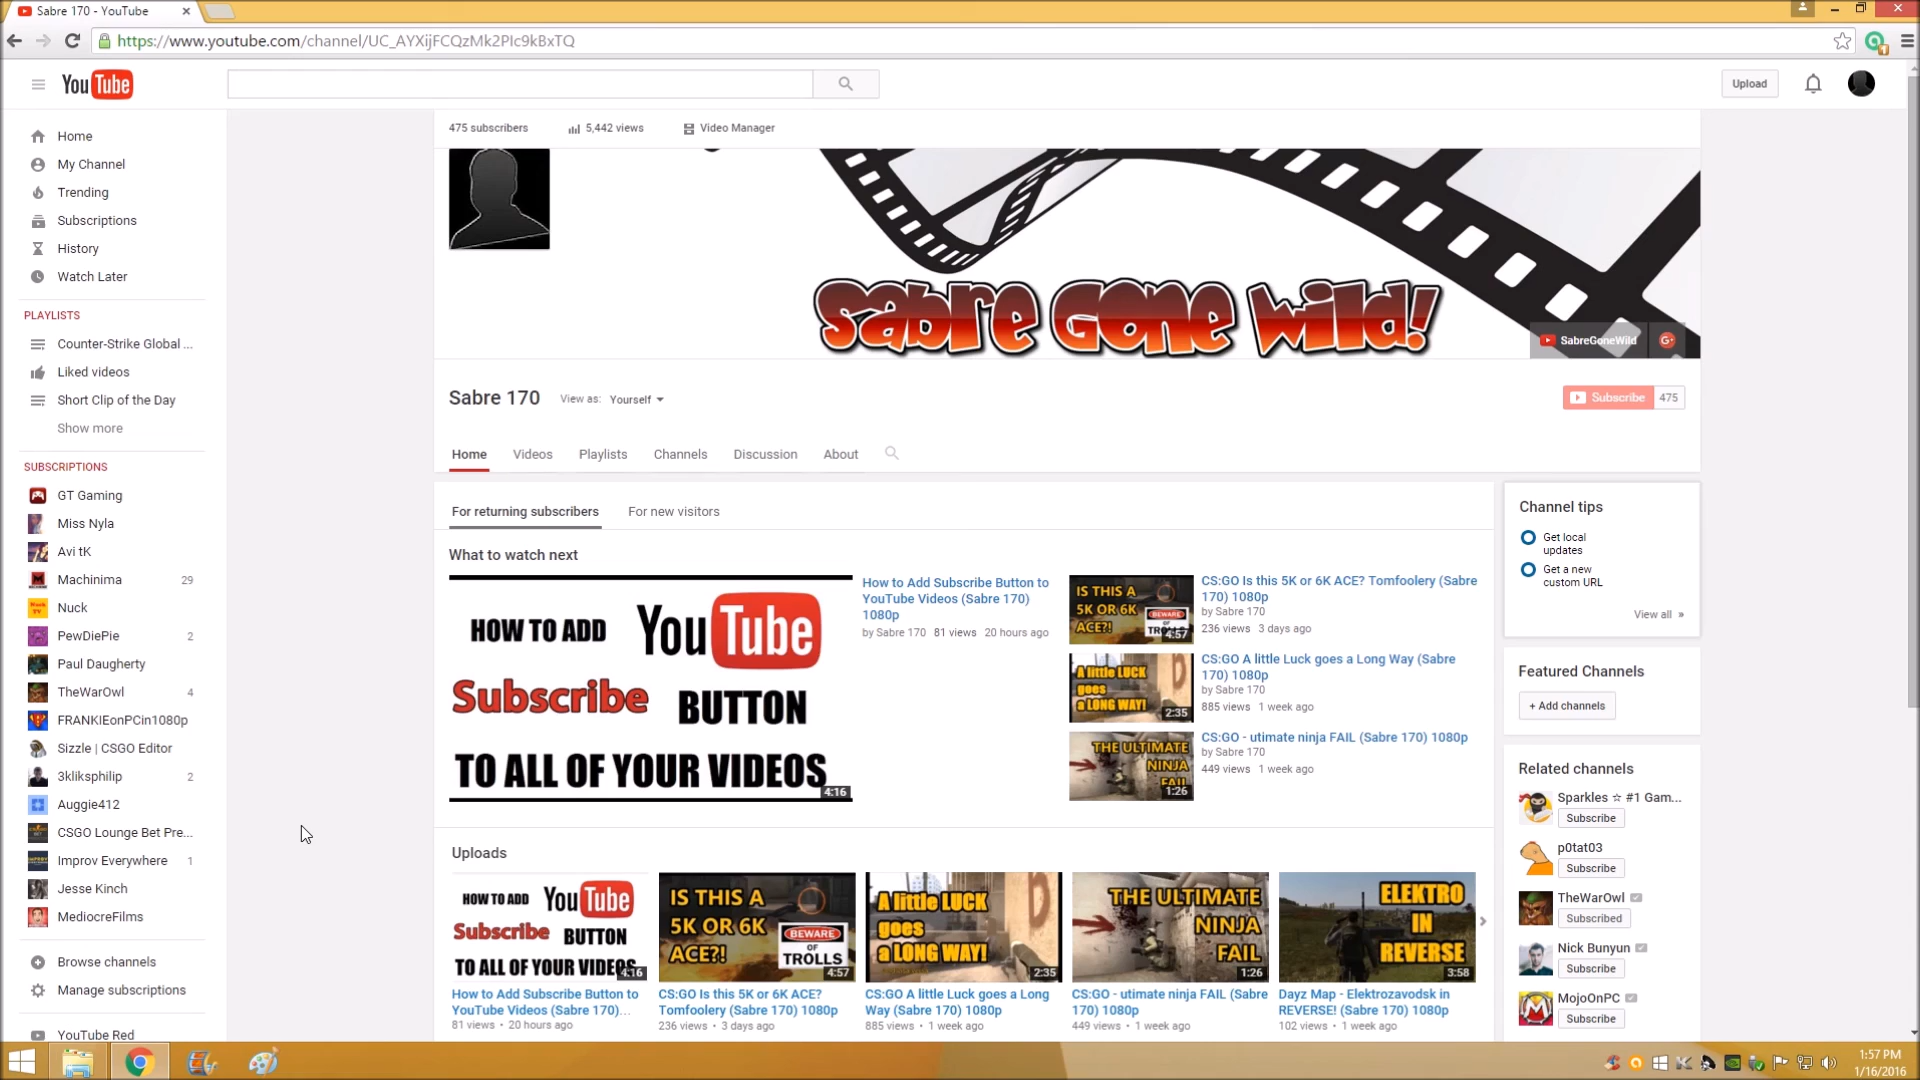 Sabre 170 - YouTube
https://www.youtube.com/channel/UC_AYXijFCQzMk2PIc9kBxTQ
YouTube
Upload
Home
My Channel
Trending
Subscriptions
History
Watch Later
PLAYLISTS
Counter-Strike Global ...
Liked videos
Short Clip of the Day
Show more
SUBSCRIPTIONS
GT Gaming
Miss Nyla
Avi tK
Machinima 29
Nuck
PewDiePie 2
Paul Daugherty
TheWarOwl 4
FRANKIEonPCin1080p
Sizzle | CSGO Editor
3kliksphilip 2
Auggie412
CSGO Lounge Bet Pre...
Improv Everywhere 1
Jesse Kinch
MediocreFilms
Browse channels
Manage subscriptions
YouTube Red
475 subscribers 5,442 views Video Manager
Sabre Gone Wild!
SabreGoneWild
Sabre 170 View as: Yourself
Subscribe 475
Home Videos Playlists Channels Discussion About
For returning subscribers For new visitors
What to watch next
HOW TO ADD YouTube
Subscribe BUTTON
TO ALL OF YOUR VIDEOS
4:16
How to Add Subscribe Button to
YouTube Videos (Sabre 170)
1080p
by Sabre 170 81 views 20 hours ago
IS THIS A
5K OR 6K
ACE?!
BEWARE
OF
TROLLS
4:57
CS:GO Is this 5K or 6K ACE? Tomfoolery (Sabre
170) 1080p
by Sabre 170
236 views 3 days ago
A little LUCK
goes
a LONG WAY!
2:35
CS:GO A little Luck goes a Long Way (Sabre
170) 1080p
by Sabre 170
885 views 1 week ago
THE ULTIMATE
NINJA
FAIL
1:26
CS:GO - utimate ninja FAIL (Sabre 170) 1080p
by Sabre 170
449 views 1 week ago
Uploads
HOW TO ADD YouTube
Subscribe BUTTON
TO ALL OF YOUR VIDEOS
4:16
How to Add Subscribe Button to
YouTube Videos (Sabre 170)...
81 views • 20 hours ago
IS THIS A
5K OR 6K
ACE?!
BEWARE
OF
TROLLS
4:57
CS:GO Is this 5K or 6K ACE?
Tomfoolery (Sabre 170) 1080p
236 views • 3 days ago
A little LUCK
goes
a LONG WAY!
2:35
CS:GO A little Luck goes a Long
Way (Sabre 170) 1080p
885 views • 1 week ago
THE ULTIMATE
NINJA
FAIL
1:26
CS:GO - utimate ninja FAIL (Sabre
170) 1080p
449 views • 1 week ago
ELEKTRO
IN
REVERSE
3:58
Dayz Map - Elektrozavodsk in
REVERSE! (Sabre 170) 1080p
102 views • 1 week ago
Channel tips
Get local
updates
Get a new
custom URL
View all »
Featured Channels
+ Add channels
Related channels
Sparkles ☆ #1 Gam...
Subscribe
p0tat03
Subscribe
TheWarOwl
Subscribed
Nick Bunyun
Subscribe
MojoOnPC
Subscribe
1:57 PM
1/16/2016